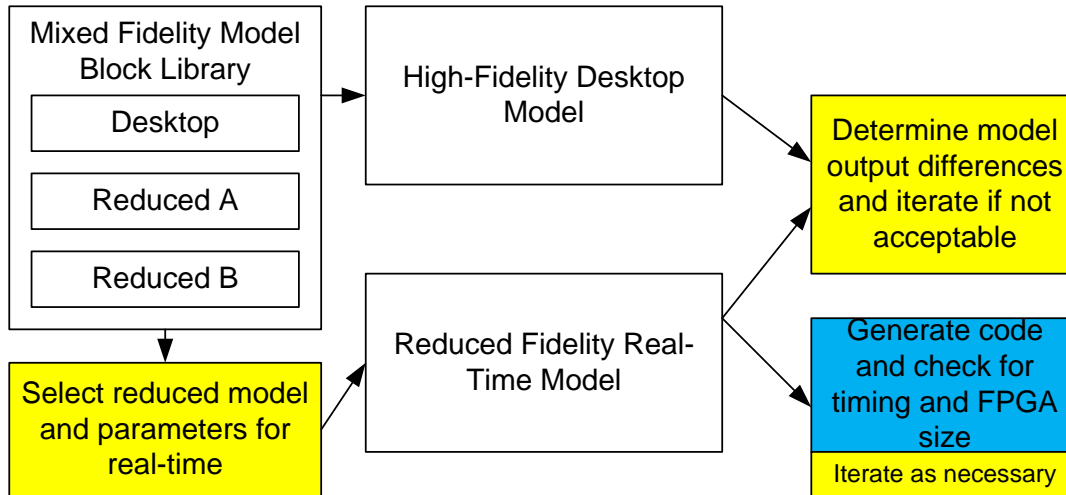 Mixed Fidelity Model
Block Library
Desktop
Reduced A
Reduced B
Select reduced model
and parameters for
real-time
High-Fidelity Desktop
Model
Reduced Fidelity Real-
Time Model
Determine model
output differences
and iterate if not
acceptable
Generate code
and check for
timing and FPGA
size
Iterate as necessary